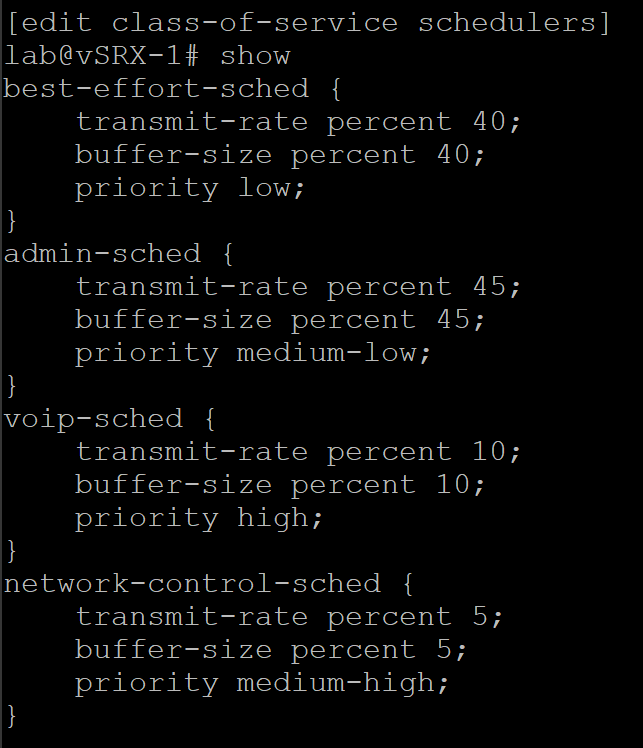 [edit class-of-service schedulers]
lab@vSRX-1# show
best-effort-sched {
    transmit-rate percent 40;
    buffer-size percent 40;
    priority low;
}
admin-sched {
    transmit-rate percent 45;
    buffer-size percent 45;
    priority medium-low;
}
voip-sched {
    transmit-rate percent 10;
    buffer-size percent 10;
    priority high;
}
network-control-sched {
    transmit-rate percent 5;
    buffer-size percent 5;
    priority medium-high;
}